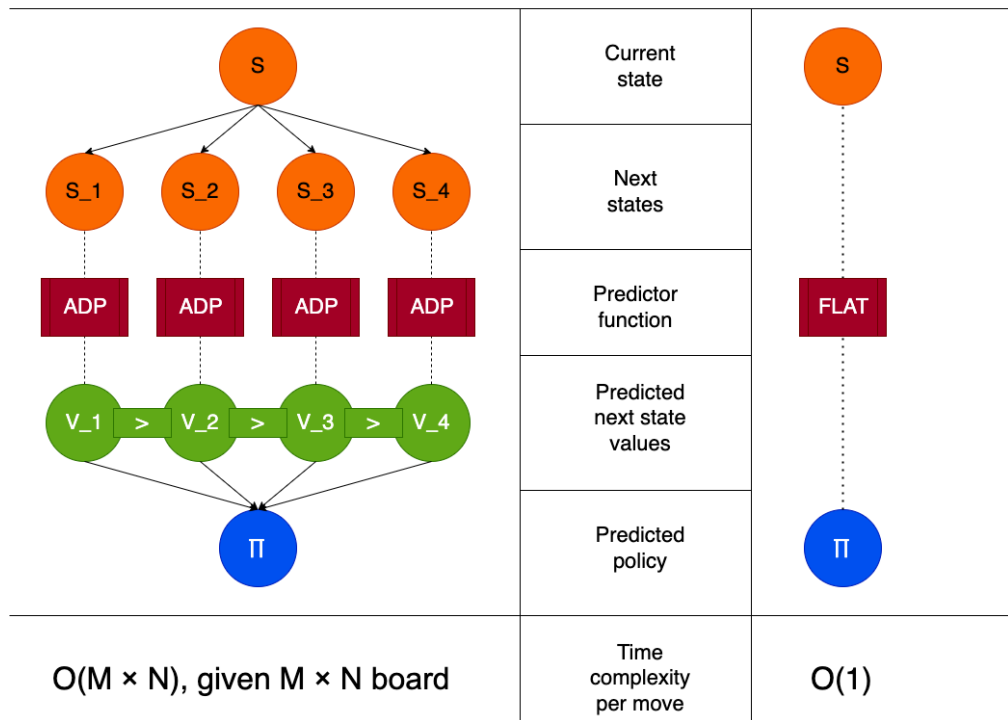 S
Current
state
S
S_1
S_2
S_3
S_4
Next
states
ADP
ADP
ADP
ADP
Predictor
function
FLAT
V_1
>
V_2
>
V_3
>
V_4
Predicted
next state
values
π
Predicted
policy
π
O(M × N), given M × N board
Time
complexity
per move
O(1)